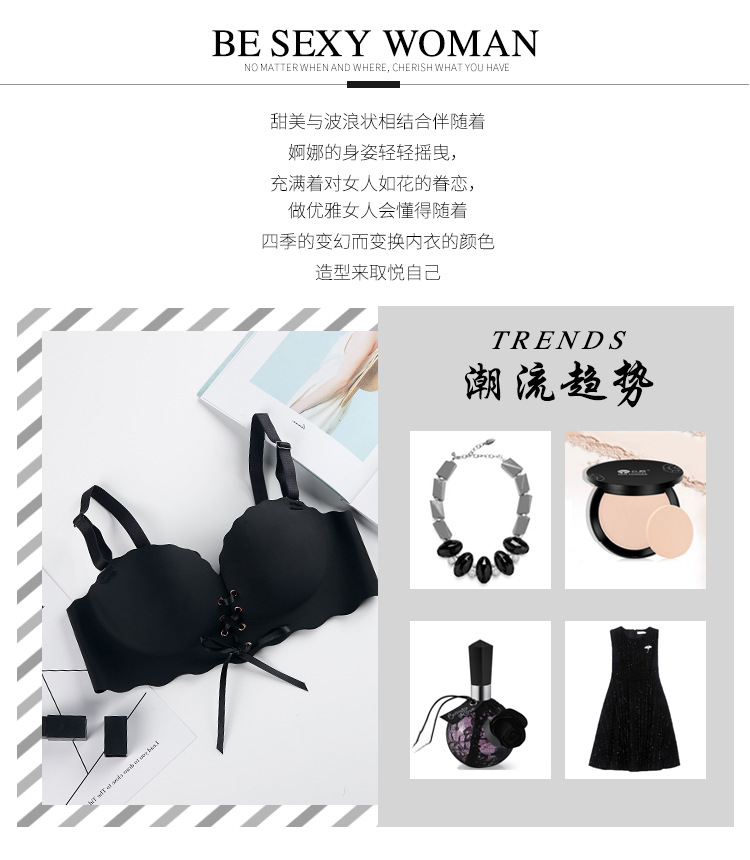 BE SEXY WOMAN
NO MATTER WHEN AND WHERE, CHERISH WHAT YOU HAVE
甜美与波浪状相结合伴随着
婀娜的身姿轻轻摇曳，
充满着对女人如花的眷恋，
做优雅女人会懂得随着
四季的变幻而变换内衣的颜色
造型来取悦自己
TRENDS
潮流趋势